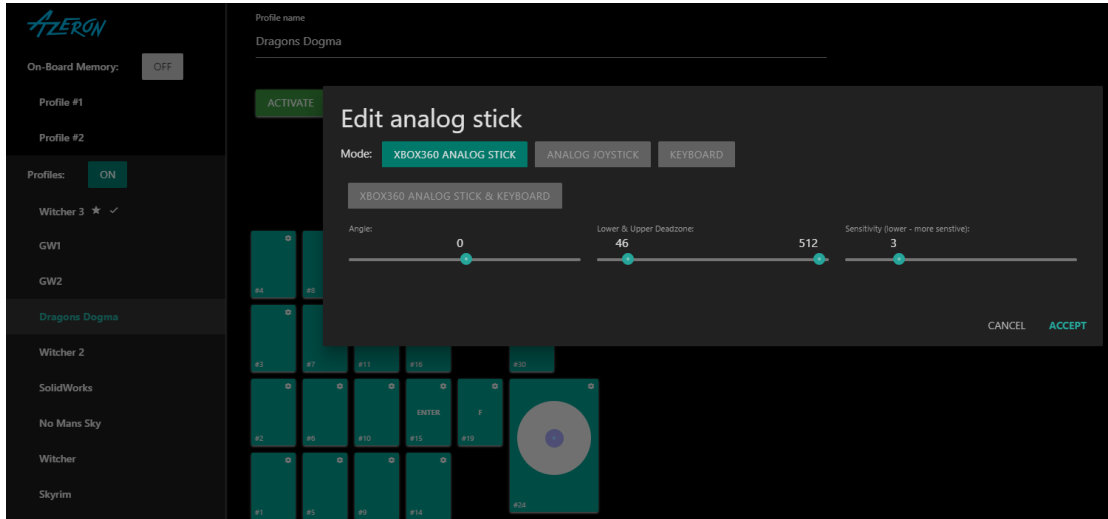 AZERON
On-Board Memory: OFF
Profile #1
Profile #2
Profiles: ON
Witcher 3
GW1
GW2
Dragons Dogma
Witcher 2
SolidWorks
No Mans Sky
Witcher
Skyrim
Profile name
Dragons Dogma
ACTIVATE
Edit analog stick
Mode: XBOX360 ANALOG STICK ANALOG JOYSTICK KEYBOARD
XBOX360 ANALOG STICK & KEYBOARD
Angle: Lower & Upper Deadzone: Sensitivity (lower - more senstive):
0 46 512 3
CANCEL ACCEPT
#4 #8
#3 #7 #11 #16 #30
ENTER F
#2 #6 #10 #15 #19
#24
#1 #5 #9 #14